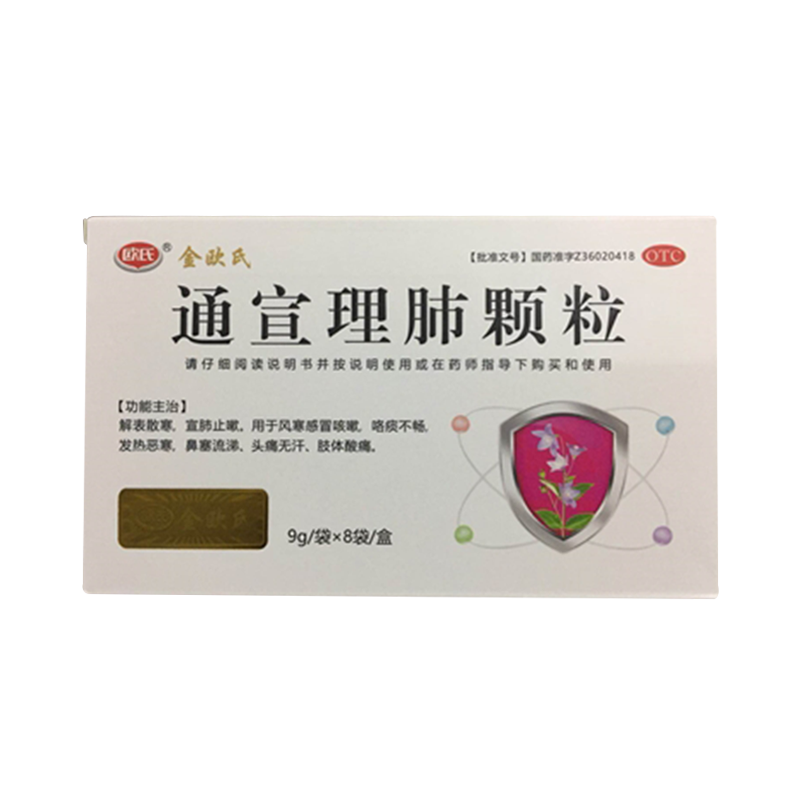 欧氏® 金欧氏
【批准文号】国药准字Z36020418 OTC
通宣理肺颗粒
请仔细阅读说明书并按说明使用或在药师指导下购买和使用
【功能主治】
解表散寒，宣肺止嗽。用于风寒感冒咳嗽，咯痰不畅，
发热恶寒，鼻塞流涕、头痛无汗、肢体酸痛。
金欧氏
9g/袋×8袋/盒